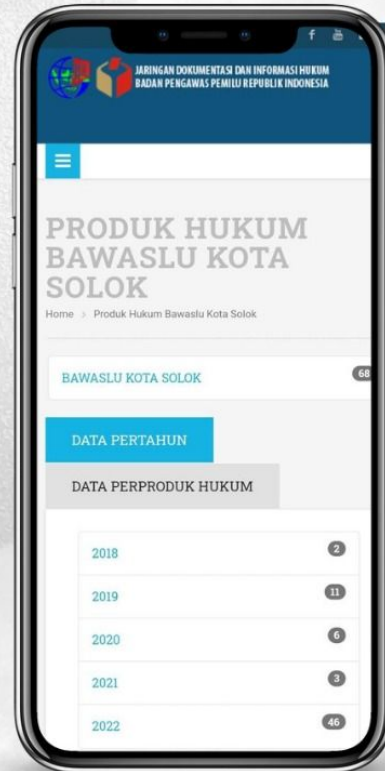 JARINGAN DOKUMENTASI DAN INFORMASI HUKUM
BADAN PENGAWAS PEMILU REPUBLIK INDONESIA
PRODUK HUKUM
BAWASLU KOTA
SOLOK
Home > Produk Hukum Bawaslu Kota Solok
BAWASLU KOTA SOLOK 68
DATA PERTAHUN
DATA PERPRODUK HUKUM
2018 2
2019 11
2020 6
2021 3
2022 46